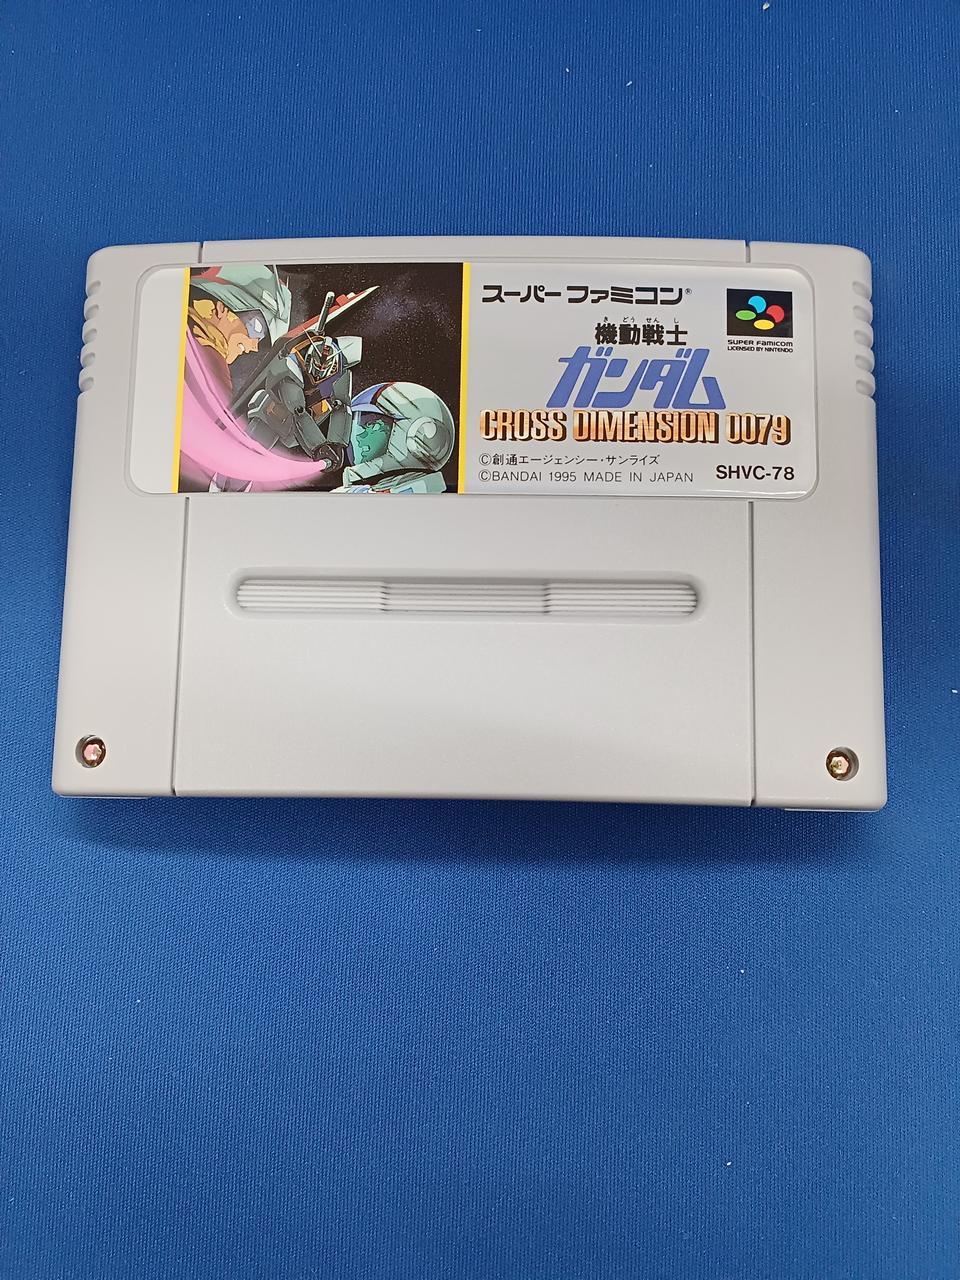 スーパーファミコン®
きどうせんし
機動戦士
ガンダム
CROSS DIMENSION 0079
SUPER FAMICOM
LICENSED BY NINTENDO
©創通エージェンシー・サンライズ
©BANDAI 1995 MADE IN JAPAN
SHVC-78